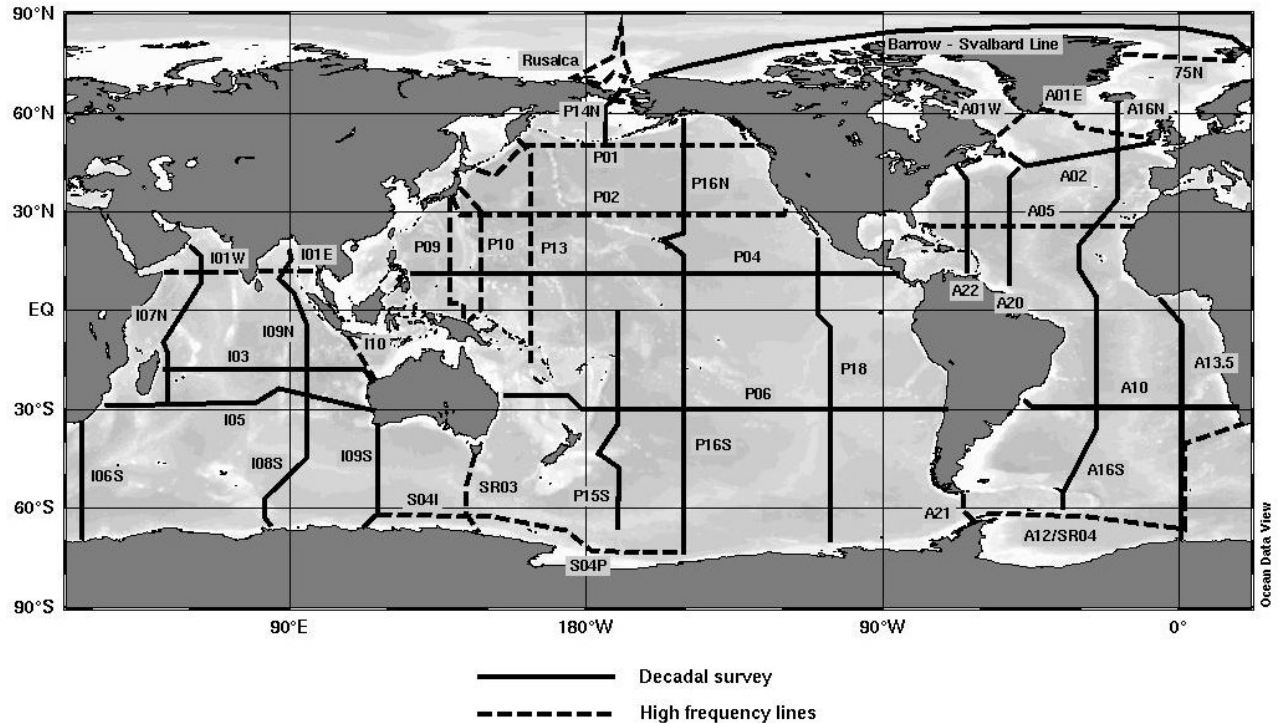 90°N
Barrow - Svalbard Line
Rusalca
75N
60°N
P14N
A01W
A01E
A16N
P01
A02
P02
P16N
30°N
A05
I01W
I01E
P09
P10
P13
P04
A22
A20
EQ
I07N
I09N
I10
I03
P18
A13.5
P06
A10
30°S
I05
I06S
I08S
I09S
P16S
A16S
SR03
S04I
P15S
60°S
A21
A12/SR04
S04P
90°S
90°E
180°W
90°W
0°
Ocean Data View
Decadal survey
High frequency lines